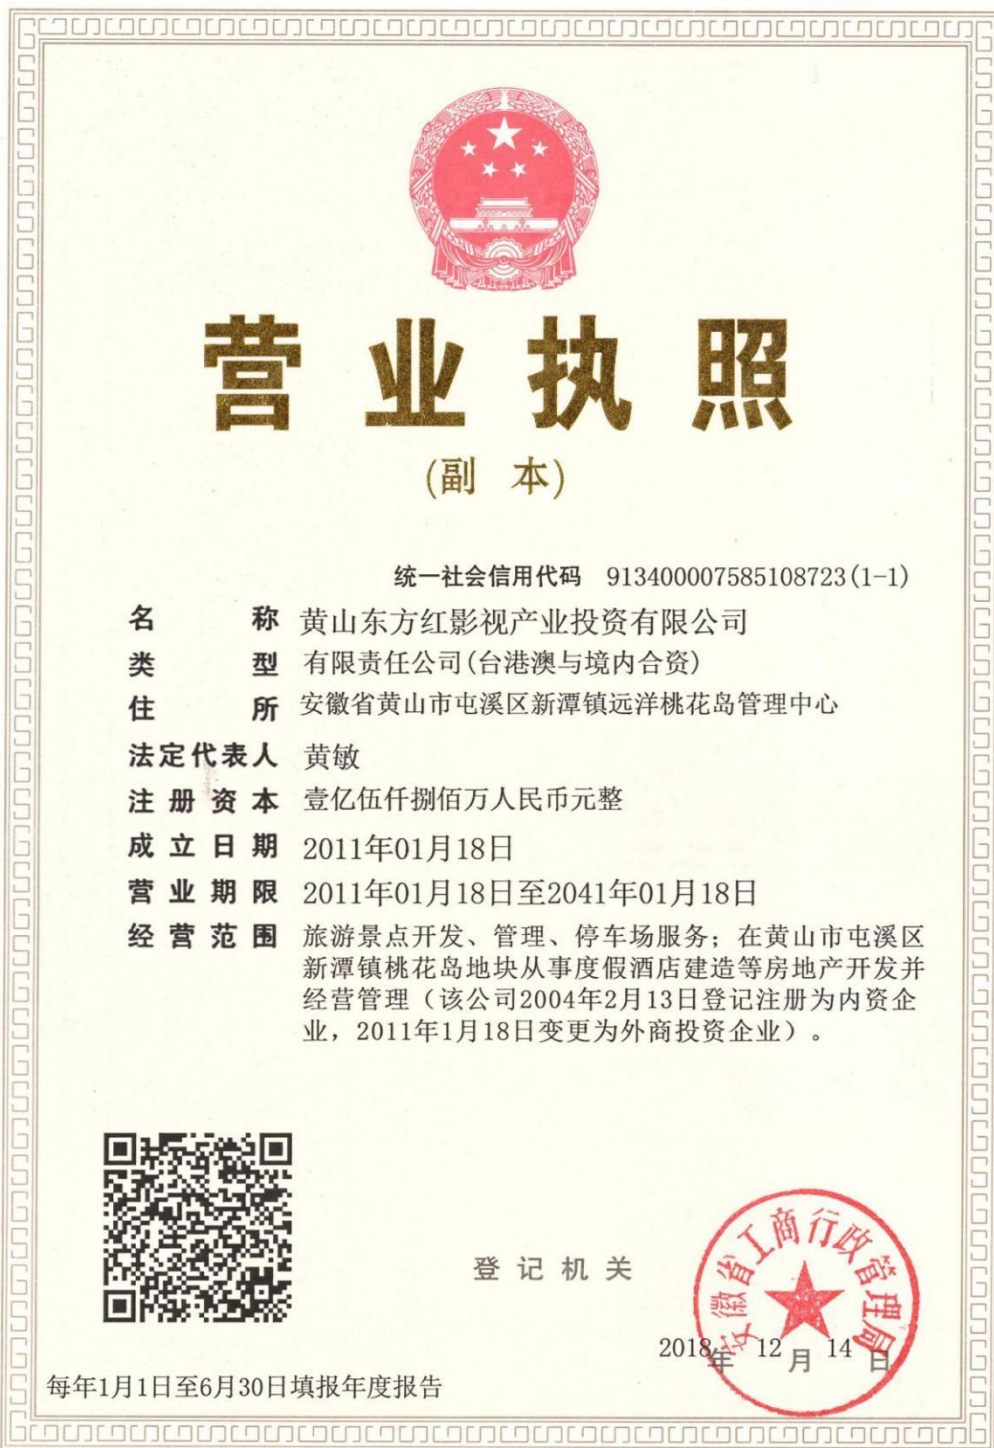 营业执照
(副 本)
统一社会信用代码 913400007585108723(1-1)
名 称 黄山东方红影视产业投资有限公司
类 型 有限责任公司(台港澳与境内合资)
住 所 安徽省黄山市屯溪区新潭镇远洋桃花岛管理中心
法定代表人 黄敏
注册资本 壹亿伍仟捌佰万人民币元整
成立日期 2011年01月18日
营业期限 2011年01月18日至2041年01月18日
经营范围 旅游景点开发、管理、停车场服务；在黄山市屯溪区
新潭镇桃花岛地块从事度假酒店建造等房地产开发并
经营管理（该公司2004年2月13日登记注册为内资企
业，2011年1月18日变更为外商投资企业）。
登记机关
安徽省工商行政管理局
2018年 12月 14日
每年1月1日至6月30日填报年度报告